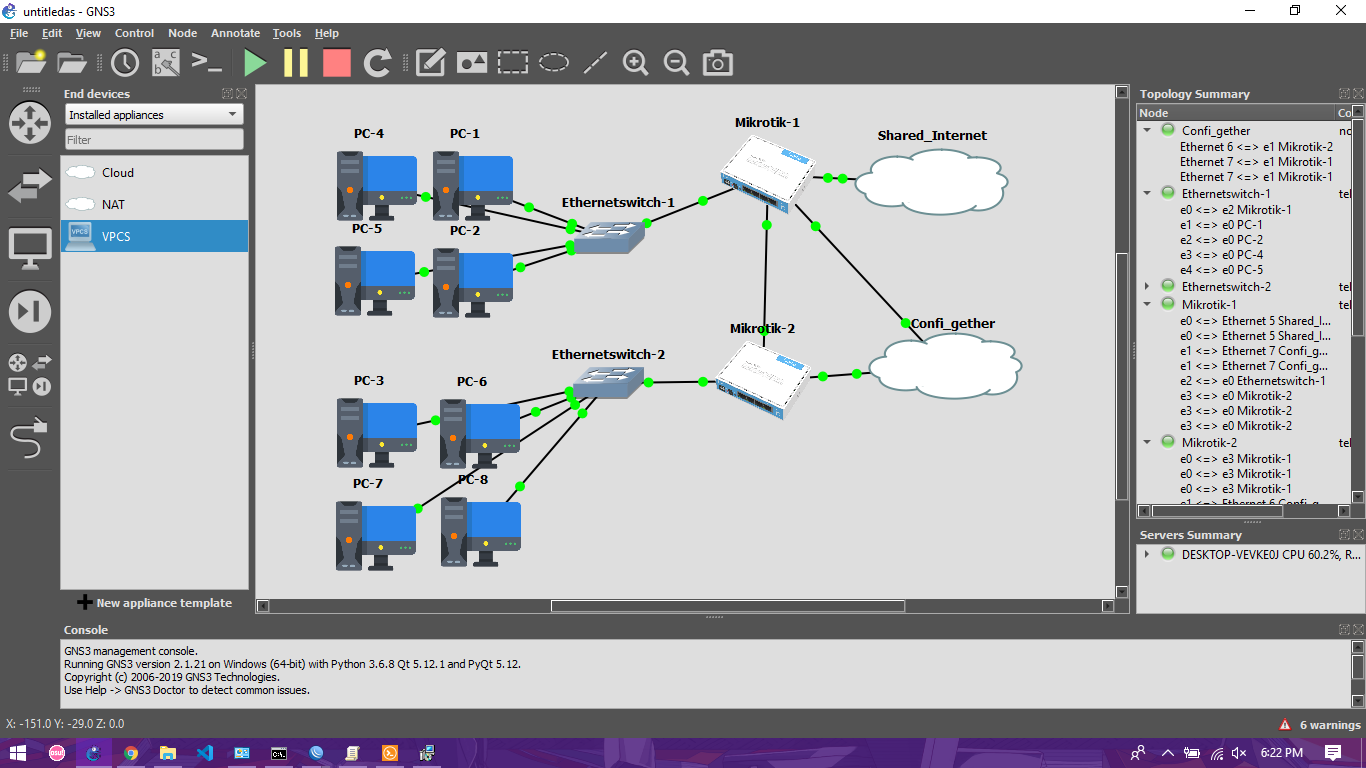 untitledas - GNS3
File Edit View Control Node Annotate Tools Help
End devices
Installed appliances
Filter
Cloud
NAT
VPCS
New appliance template
PC-4
PC-1
PC-5
PC-2
Ethernetswitch-1
Mikrotik-1
Shared_Internet
Mikrotik-2
Confi_gether
Ethernetswitch-2
PC-3
PC-6
PC-7
PC-8
Topology Summary
Node Co
Confi_gether no
Ethernet 6 <=> e1 Mikrotik-2
Ethernet 7 <=> e1 Mikrotik-1
Ethernet 7 <=> e1 Mikrotik-1
Ethernetswitch-1 tel
e0 <=> e2 Mikrotik-1
e1 <=> e0 PC-1
e2 <=> e0 PC-2
e3 <=> e0 PC-4
e4 <=> e0 PC-5
Ethernetswitch-2 tel
Mikrotik-1 tel
e0 <=> Ethernet 5 Shared_I...
e0 <=> Ethernet 5 Shared_I...
e1 <=> Ethernet 7 Confi_g...
e1 <=> Ethernet 7 Confi_g...
e2 <=> e0 Ethernetswitch-1
e3 <=> e0 Mikrotik-2
e3 <=> e0 Mikrotik-2
e3 <=> e0 Mikrotik-2
Mikrotik-2 tel
e0 <=> e3 Mikrotik-1
e0 <=> e3 Mikrotik-1
e0 <=> e3 Mikrotik-1
e1 <=> Ethernet 6 Confi_g...
Servers Summary
DESKTOP-VEVKE0J CPU 60.2%, R...
Console
GNS3 management console.
Running GNS3 version 2.1.21 on Windows (64-bit) with Python 3.6.8 Qt 5.12.1 and PyQt 5.12.
Copyright (c) 2006-2019 GNS3 Technologies.
Use Help -> GNS3 Doctor to detect common issues.
X: -151.0 Y: -29.0 Z: 0.0
6 warnings
6:22 PM